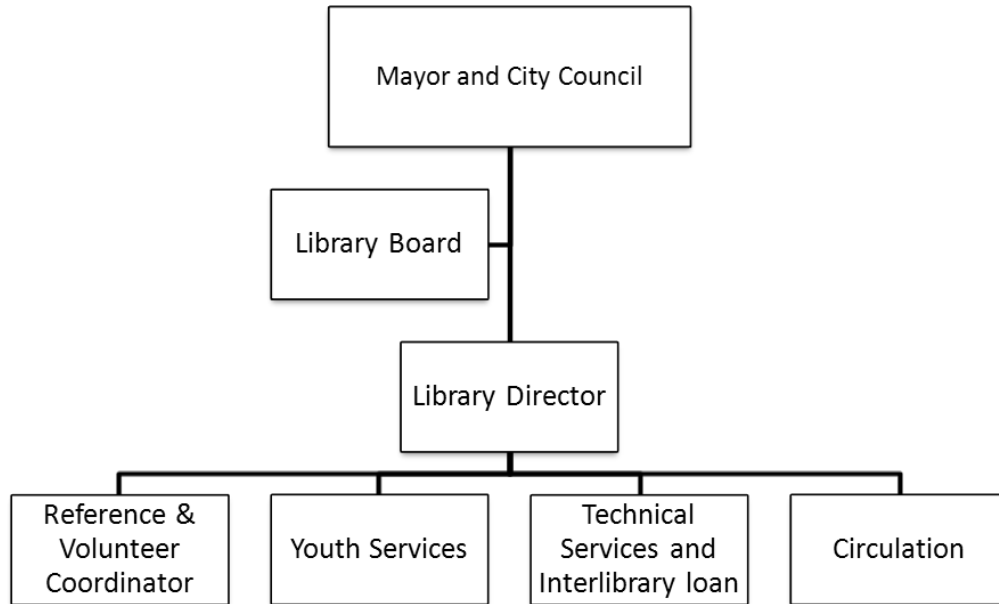 Mayor and City Council
Library Board
Library Director
Reference &
Volunteer
Coordinator
Youth Services
Technical
Services and
Interlibrary loan
Circulation